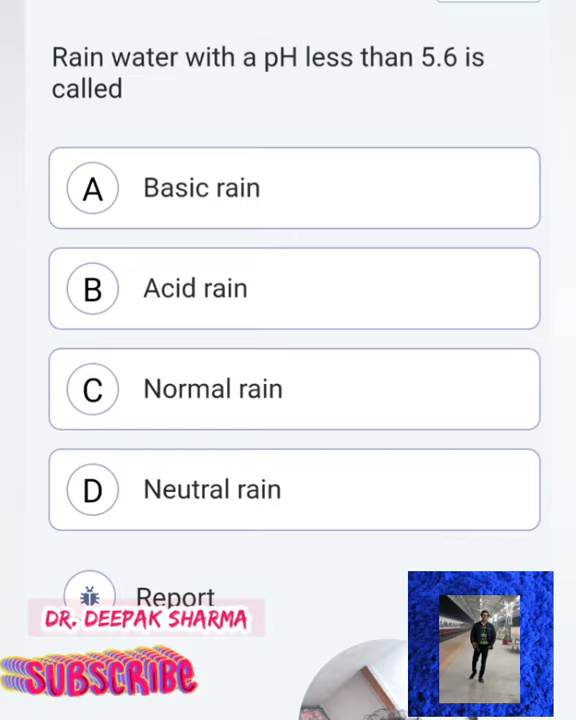 Rain water with a pH less than 5.6 is
called
A Basic rain
B Acid rain
C Normal rain
D Neutral rain
Report
DR. DEEPAK SHARMA
SUBSCRIBE